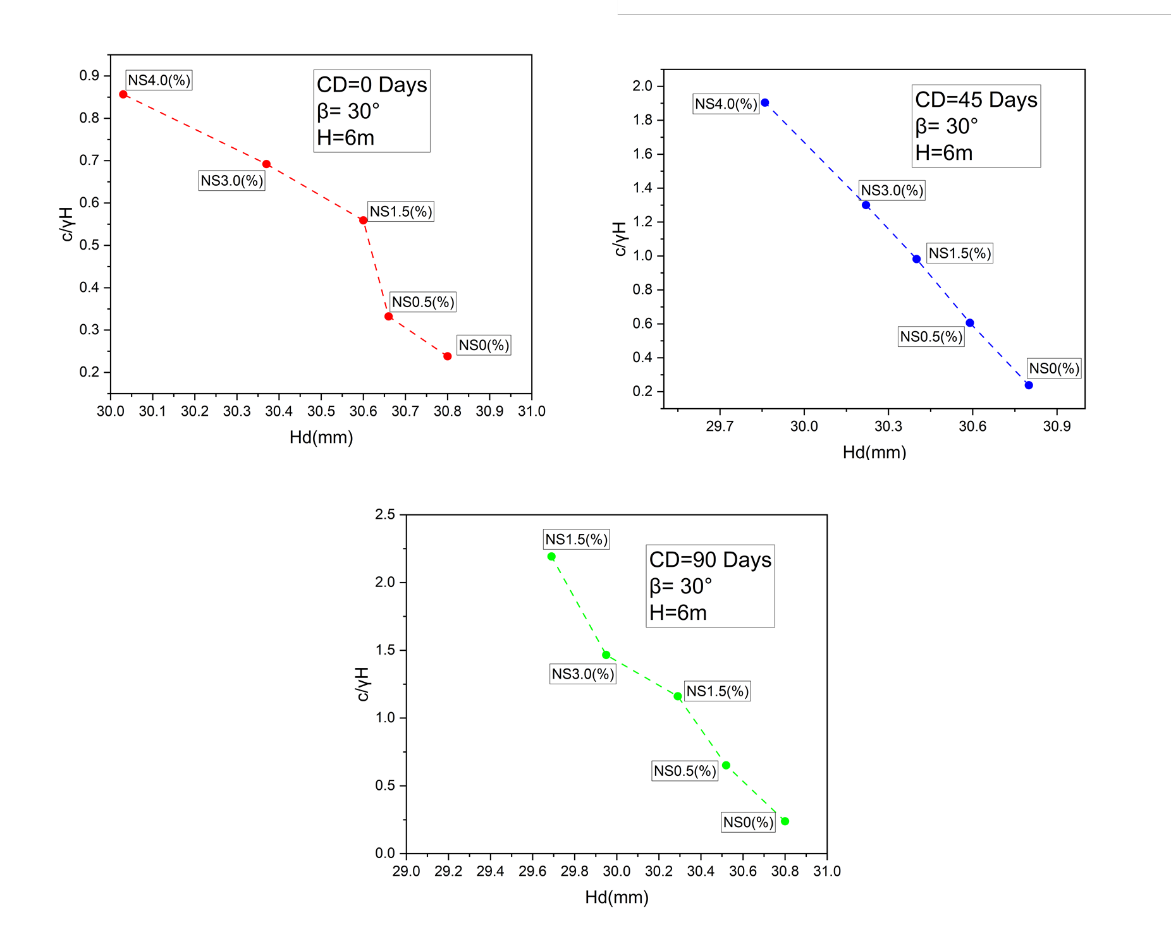 CD=0 Days
β= 30°
H=6m
NS4.0(%)
NS3.0(%)
NS1.5(%)
NS0.5(%)
NS0(%)
0.9
0.8
0.7
0.6
0.5
0.4
0.3
0.2
c/γH
30.0 30.1 30.2 30.3 30.4 30.5 30.6 30.7 30.8 30.9 31.0
Hd(mm)
CD=45 Days
β= 30°
H=6m
NS4.0(%)
NS3.0(%)
NS1.5(%)
NS0.5(%)
NS0(%)
2.0
1.8
1.6
1.4
1.2
1.0
0.8
0.6
0.4
0.2
c/γH
29.7 30.0 30.3 30.6 30.9
Hd(mm)
CD=90 Days
β= 30°
H=6m
NS1.5(%)
NS3.0(%)
NS1.5(%)
NS0.5(%)
NS0(%)
2.5
2.0
1.5
1.0
0.5
0.0
c/γH
29.0 29.2 29.4 29.6 29.8 30.0 30.2 30.4 30.6 30.8 31.0
Hd(mm)